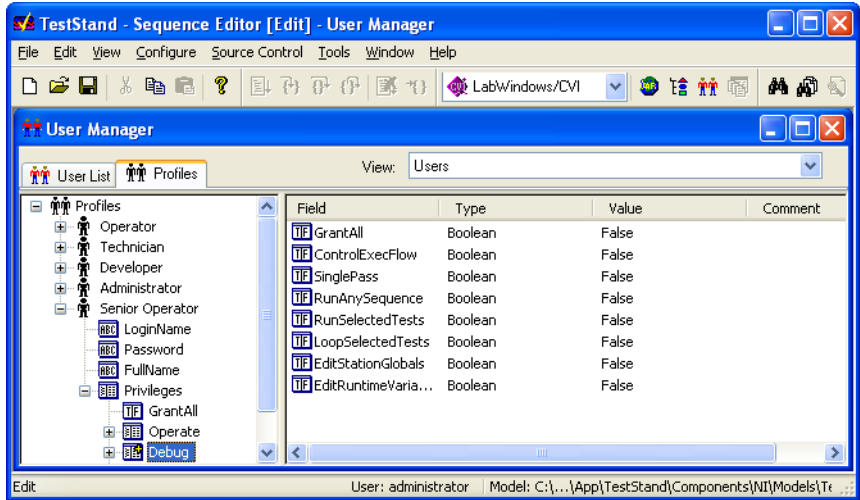 TestStand - Sequence Editor [Edit] - User Manager
File Edit View Configure Source Control Tools Window Help
LabWindows/CVI
User Manager
User List Profiles View: Users
Profiles
Operator
Technician
Developer
Administrator
Senior Operator
LoginName
Password
FullName
Privileges
GrantAll
Operate
Debug
Field Type Value Comment
GrantAll Boolean False
ControlExecFlow Boolean False
SinglePass Boolean False
RunAnySequence Boolean False
RunSelectedTests Boolean False
LoopSelectedTests Boolean False
EditStationGlobals Boolean False
EditRuntimeVaria... Boolean False
Edit User: administrator Model: C:\...\App\TestStand\Components\NI\Models\Te